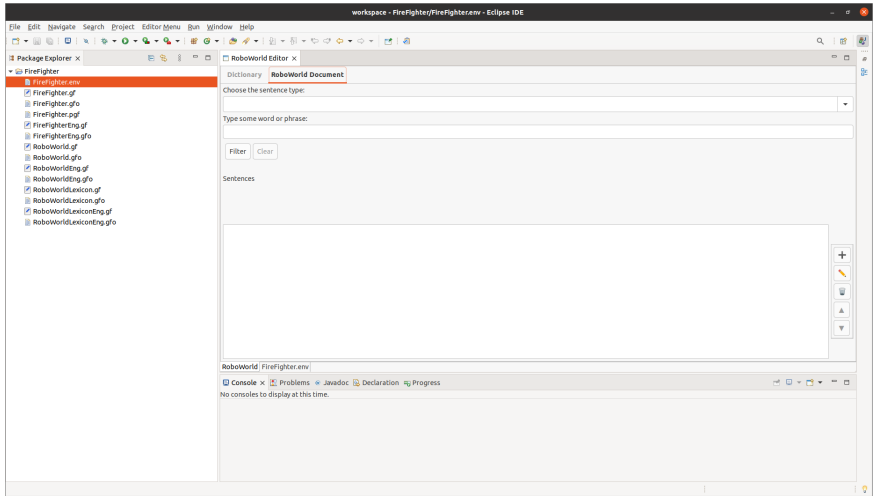 workspace - FireFighter/FireFighter.env - Eclipse IDE
File Edit Navigate Search Project Editor Menu Run Window Help
Package Explorer
RoboWorld Editor
FireFighter
FireFighter.env
FireFighter.gf
FireFighter.gfo
FireFighter.pgf
FireFighterEng.gf
FireFighterEng.gfo
RoboWorld.gf
RoboWorld.gfo
RoboWorldEng.gf
RoboWorldEng.gfo
RoboWorldLexicon.gf
RoboWorldLexicon.gfo
RoboWorldLexiconEng.gf
RoboWorldLexiconEng.gfo
Dictionary RoboWorld Document
Choose the sentence type:
Type some word or phrase:
Filter Clear
Sentences
RoboWorld FireFighter.env
Console Problems Javadoc Declaration Progress
No consoles to display at this time.